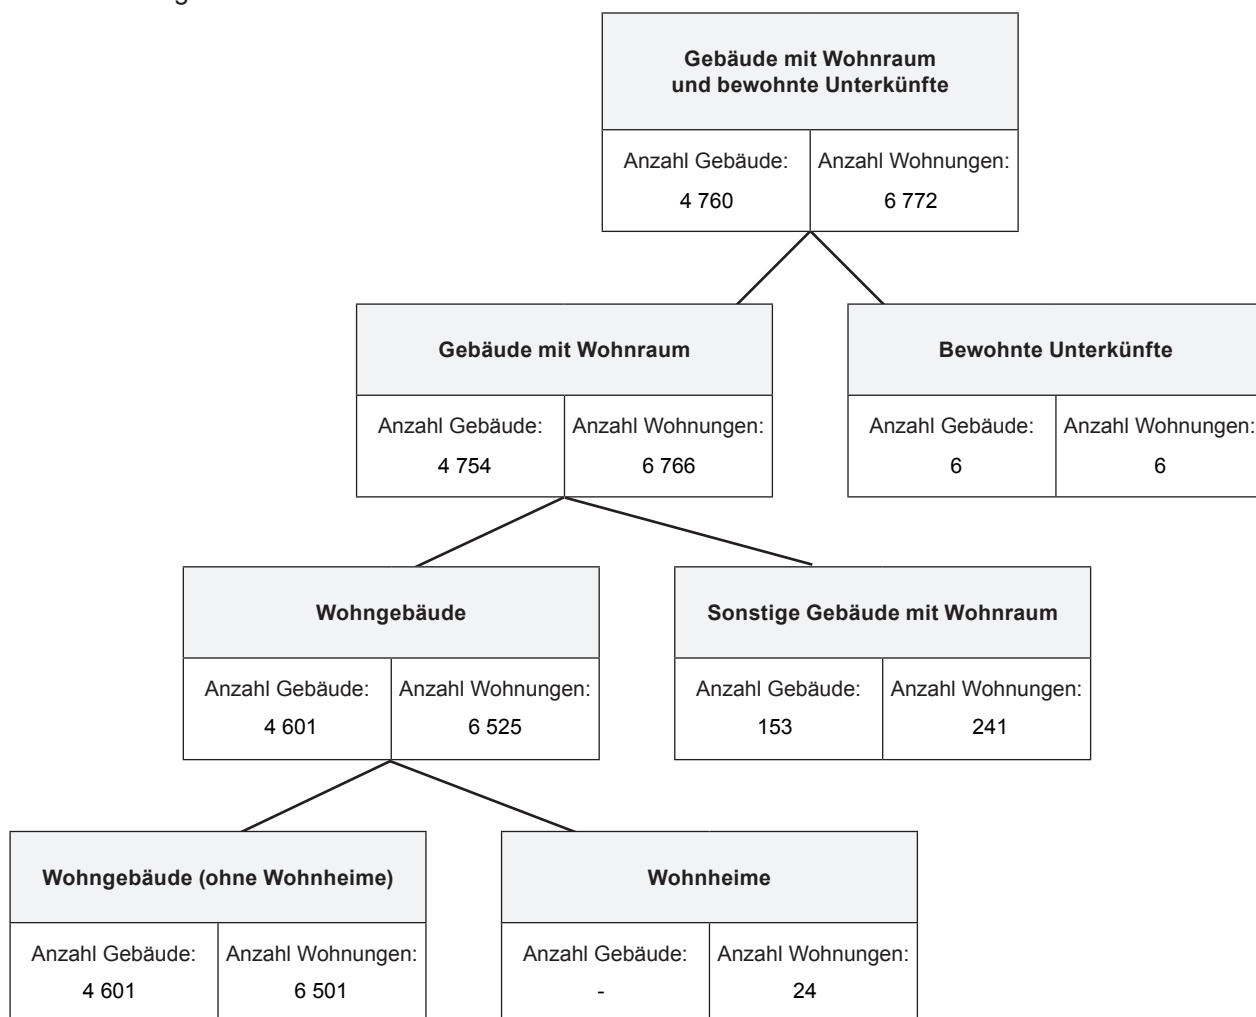 Gebäude mit Wohnraum
und bewohnte Unterkünfte
Anzahl Gebäude: Anzahl Wohnungen:
4 760 6 772
Gebäude mit Wohnraum Bewohnte Unterkünfte
Anzahl Gebäude: Anzahl Wohnungen: Anzahl Gebäude: Anzahl Wohnungen:
4 754 6 766 6 6
Wohngebäude Sonstige Gebäude mit Wohnraum
Anzahl Gebäude: Anzahl Wohnungen: Anzahl Gebäude: Anzahl Wohnungen:
4 601 6 525 153 241
Wohngebäude (ohne Wohnheime) Wohnheime
Anzahl Gebäude: Anzahl Wohnungen: Anzahl Gebäude: Anzahl Wohnungen:
4 601 6 501 - 24